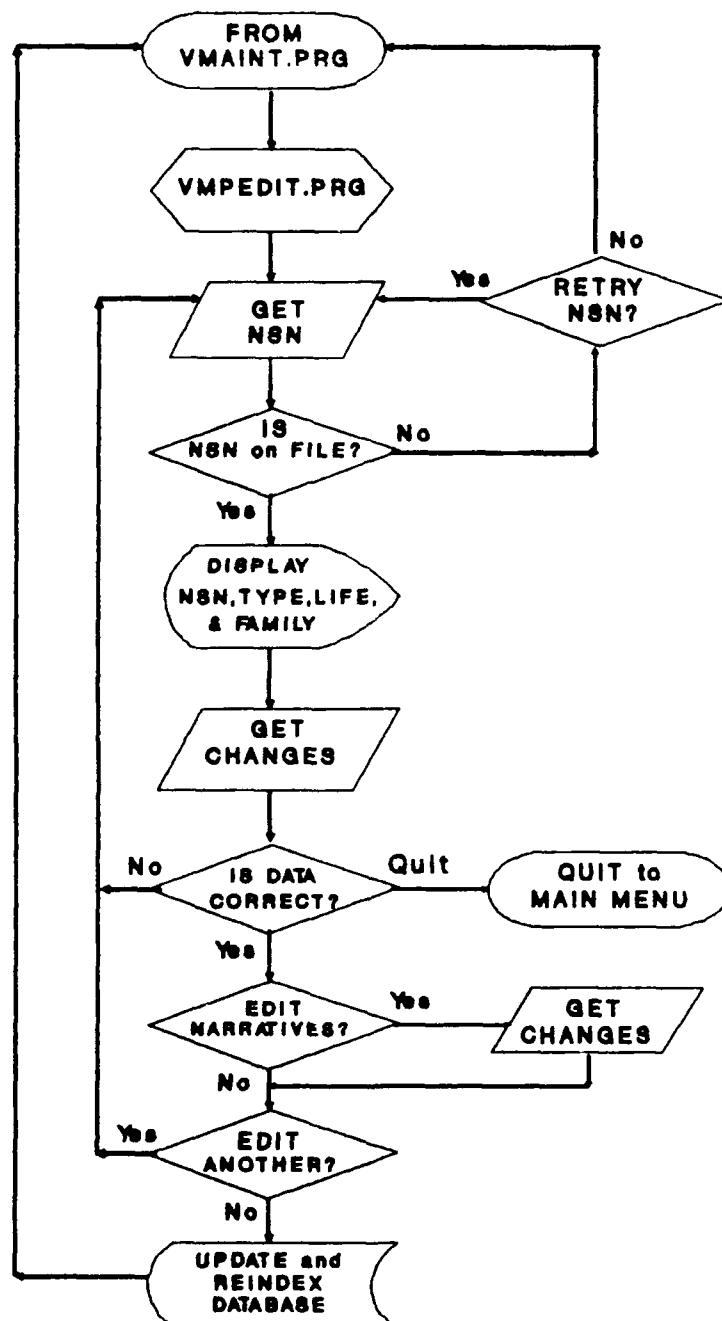 FROM
VMAINT.PRG
VMPEDIT.PRG
No
Yes
RETRY
NSN?
GET
NSN
IS
NSN on FILE?
No
Yes
DISPLAY
NSN,TYPE,LIFE,
& FAMILY
GET
CHANGES
No
IS DATA
CORRECT?
Quit
QUIT to
MAIN MENU
Yes
EDIT
NARRATIVES?
Yes
GET
CHANGES
No
Yes
EDIT
ANOTHER?
No
UPDATE and
REINDEX
DATABASE